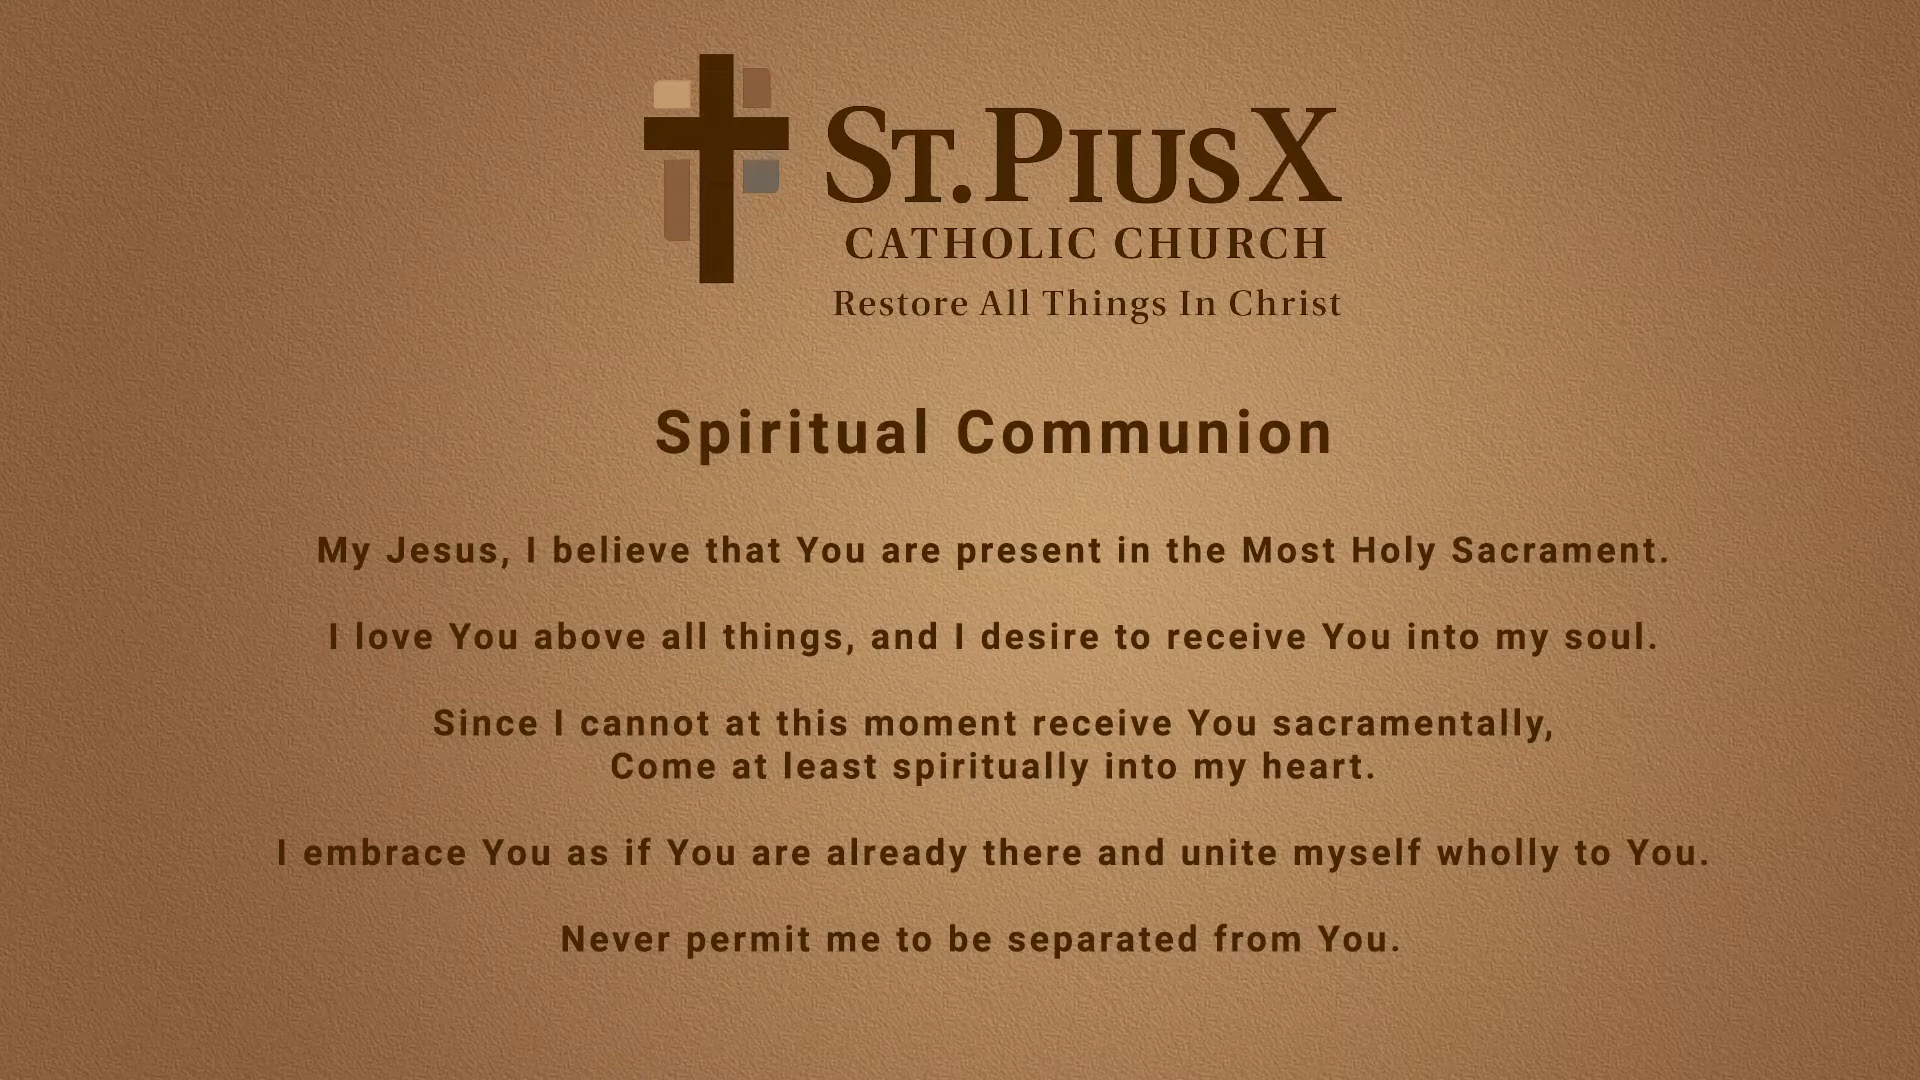 St. Pius X
CATHOLIC CHURCH
Restore All Things In Christ
Spiritual Communion
My Jesus, I believe that You are present in the Most Holy Sacrament.
I love You above all things, and I desire to receive You into my soul.
Since I cannot at this moment receive You sacramentally,
Come at least spiritually into my heart.
I embrace You as if You are already there and unite myself wholly to You.
Never permit me to be separated from You.